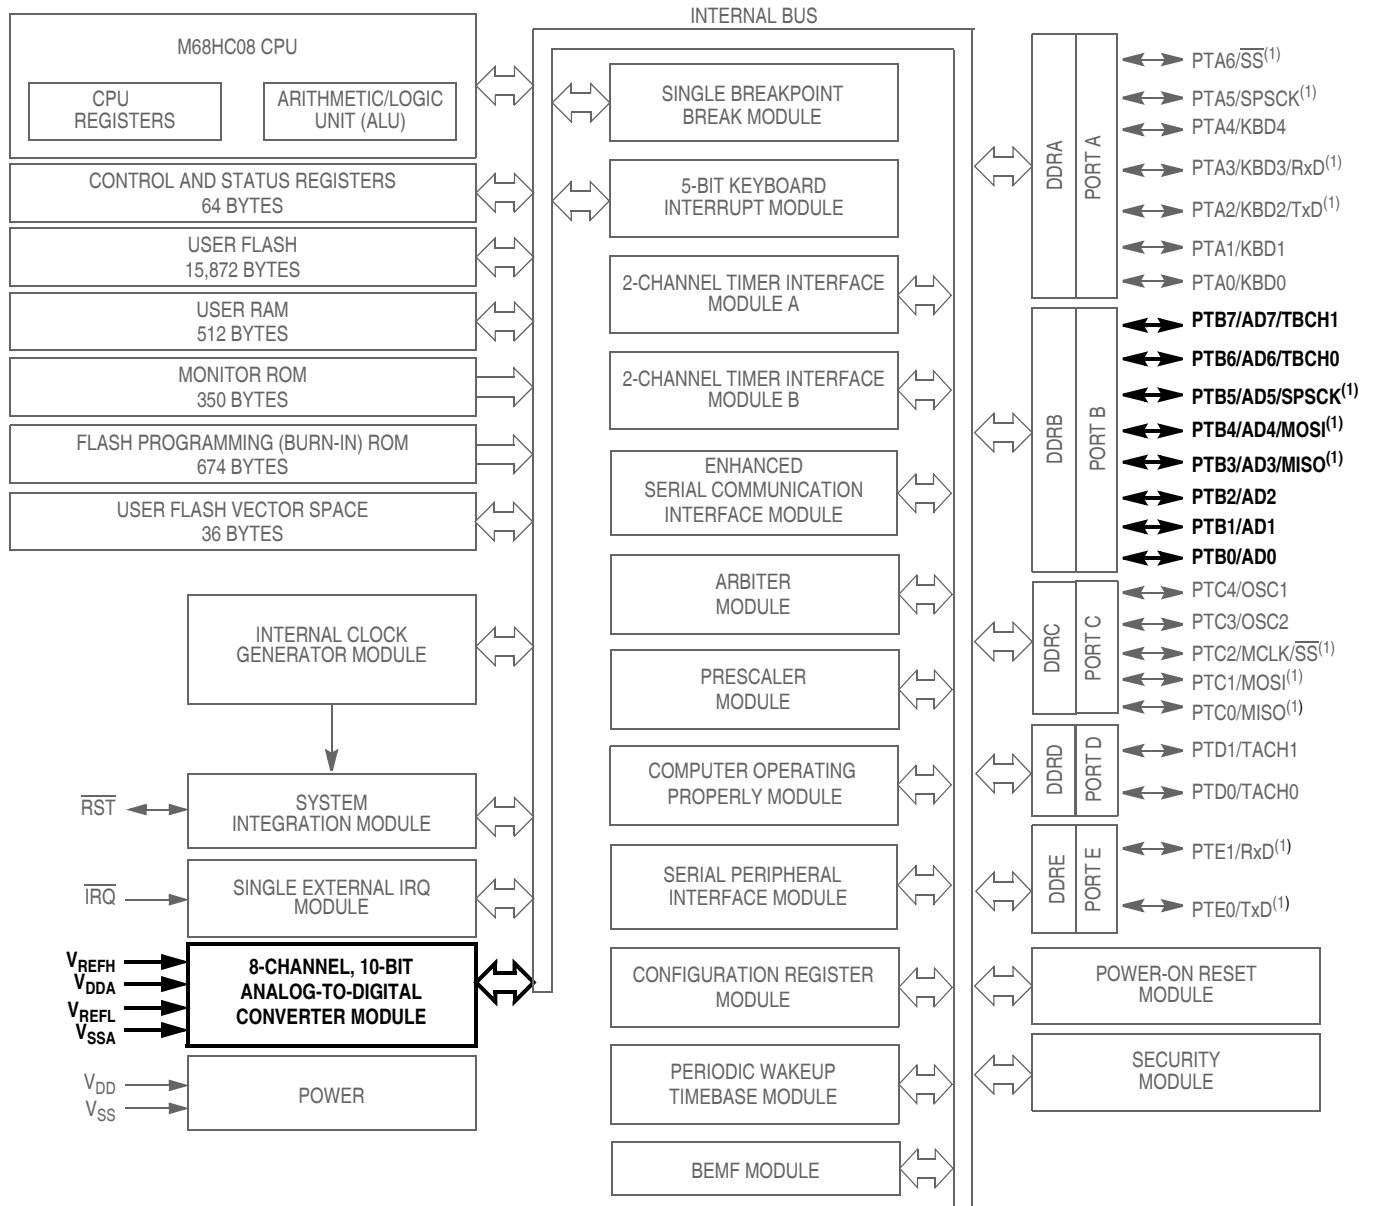 INTERNAL BUS
M68HC08 CPU
CPU
REGISTERS
ARITHMETIC/LOGIC
UNIT (ALU)
CONTROL AND STATUS REGISTERS
64 BYTES
USER FLASH
15,872 BYTES
USER RAM
512 BYTES
MONITOR ROM
350 BYTES
FLASH PROGRAMMING (BURN-IN) ROM
674 BYTES
USER FLASH VECTOR SPACE
36 BYTES
INTERNAL CLOCK
GENERATOR MODULE
RST
SYSTEM
INTEGRATION MODULE
IRQ
SINGLE EXTERNAL IRQ
MODULE
VREFH
VDDA
VREFL
VSSA
8-CHANNEL, 10-BIT
ANALOG-TO-DIGITAL
CONVERTER MODULE
VDD
VSS
POWER
SINGLE BREAKPOINT
BREAK MODULE
5-BIT KEYBOARD
INTERRUPT MODULE
2-CHANNEL TIMER INTERFACE
MODULE A
2-CHANNEL TIMER INTERFACE
MODULE B
ENHANCED
SERIAL COMMUNICATION
INTERFACE MODULE
ARBITER
MODULE
PRESCALER
MODULE
COMPUTER OPERATING
PROPERLY MODULE
SERIAL PERIPHERAL
INTERFACE MODULE
CONFIGURATION REGISTER
MODULE
PERIODIC WAKEUP
TIMEBASE MODULE
BEMF MODULE
DDRA
PORT A
PTA6/SS(1)
PTA5/SPSCK(1)
PTA4/KBD4
PTA3/KBD3/RxD(1)
PTA2/KBD2/TxD(1)
PTA1/KBD1
PTA0/KBD0
DDRB
PORT B
PTB7/AD7/TBCH1
PTB6/AD6/TBCH0
PTB5/AD5/SPSCK(1)
PTB4/AD4/MOSI(1)
PTB3/AD3/MISO(1)
PTB2/AD2
PTB1/AD1
PTB0/AD0
DDRC
PORT C
PTC4/OSC1
PTC3/OSC2
PTC2/MCLK/SS(1)
PTC1/MOSI(1)
PTC0/MISO(1)
DDRD
PORT D
PTD1/TACH1
PTD0/TACH0
DDRE
PORT E
PTE1/RxD(1)
PTE0/TxD(1)
POWER-ON RESET
MODULE
SECURITY
MODULE